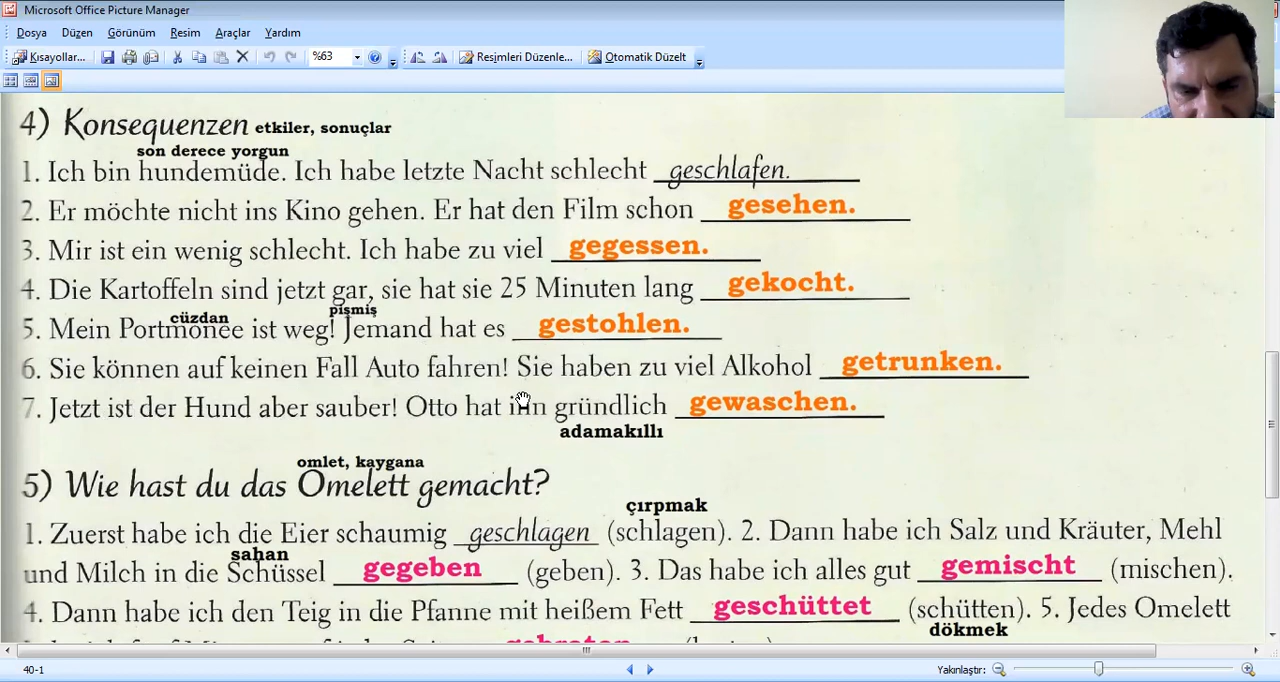 Microsoft Office Picture Manager
Dosya Düzen Görünüm Resim Araçlar Yardım
Kısayollar... %63 Resimleri Düzenle... Otomatik Düzelt
4) Konsequenzen etkiler, sonuçlar
son derece yorgun
1. Ich bin hundemüde. Ich habe letzte Nacht schlecht geschlafen.
2. Er möchte nicht ins Kino gehen. Er hat den Film schon gesehen.
3. Mir ist ein wenig schlecht. Ich habe zu viel gegessen.
4. Die Kartoffeln sind jetzt gar, sie hat sie 25 Minuten lang gekocht.
cüzdan pişmiş
5. Mein Portmonee ist weg! Jemand hat es gestohlen.
6. Sie können auf keinen Fall Auto fahren! Sie haben zu viel Alkohol getrunken.
7. Jetzt ist der Hund aber sauber! Otto hat ihn gründlich gewaschen.
adamakıllı
omlet, kaygana
5) Wie hast du das Omelett gemacht?
çırpmak
1. Zuerst habe ich die Eier schaumig geschlagen (schlagen). 2. Dann habe ich Salz und Kräuter, Mehl
sahan
und Milch in die Schüssel gegeben (geben). 3. Das habe ich alles gut gemischt (mischen).
4. Dann habe ich den Teig in die Pfanne mit heißem Fett geschüttet (schütten). 5. Jedes Omelett
dökmek
gebraten
40-1 Yakınlaştır: